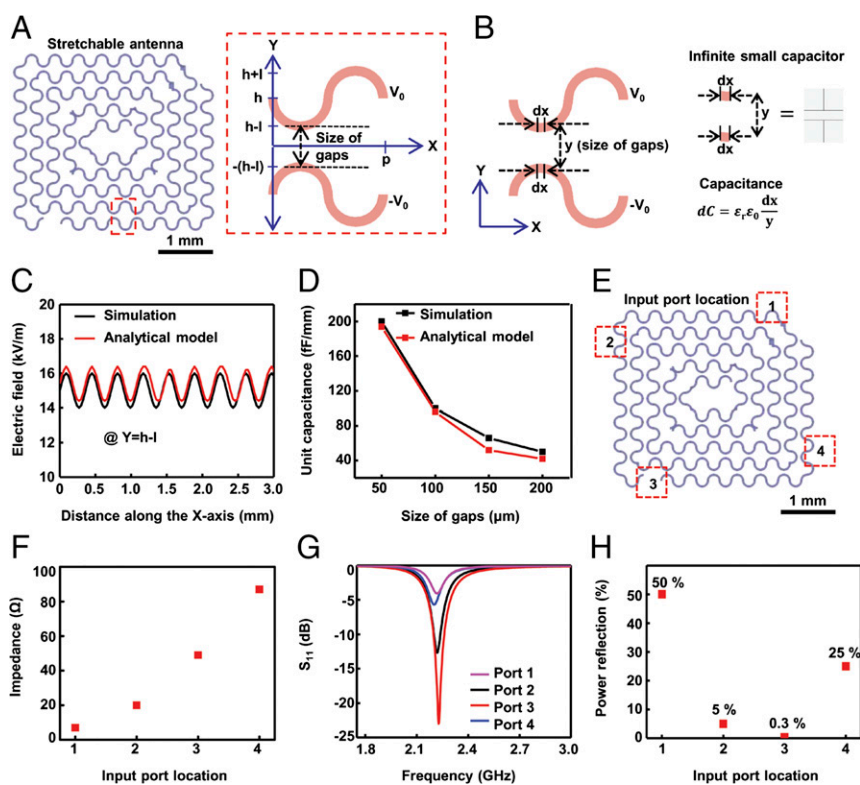 A
Stretchable antenna
1 mm
Y
h+l
h
h-l
-(h-l)
Size of
gaps
X
p
V0
-V0
B
dx
V0
y (size of gaps)
dx
-V0
Y
X
Infinite small capacitor
dx
y
=
dx
Capacitance
dC = εrε0 dx/y
C
Electric field (kV/m)
20
18
16
14
12
10
Simulation
Analytical model
@ Y=h-l
0
0.5
1.0
1.5
2.0
2.5
3.0
Distance along the X-axis (mm)
D
Unit capacitance (fF/mm)
200
160
120
80
40
Simulation
Analytical model
50
100
150
200
Size of gaps (μm)
E
Input port location
1
2
3
4
1 mm
F
Impedance (Ω)
100
80
60
40
20
0
1
2
3
4
Input port location
G
S11 (dB)
0
-5
-10
-15
-20
-25
Port 1
Port 2
Port 3
Port 4
1.8
2.1
2.4
2.7
3.0
Frequency (GHz)
H
Power reflection (%)
50
40
30
20
10
0
50 %
5 %
0.3 %
25 %
1
2
3
4
Input port location